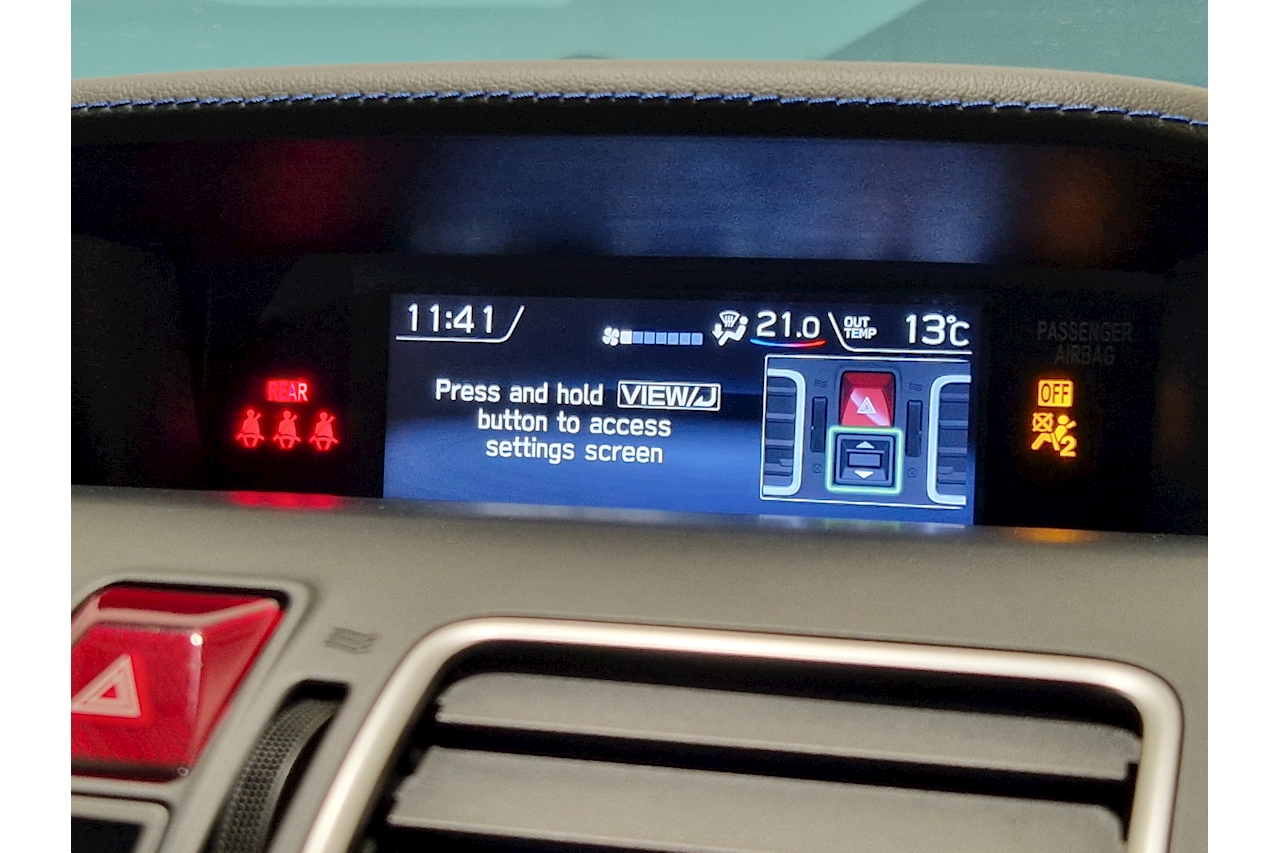 11:41
21.0
OUT
TEMP
13°C
PASSENGER
AIRBAG
REAR
OFF
2
Press and hold VIEW/
button to access
settings screen